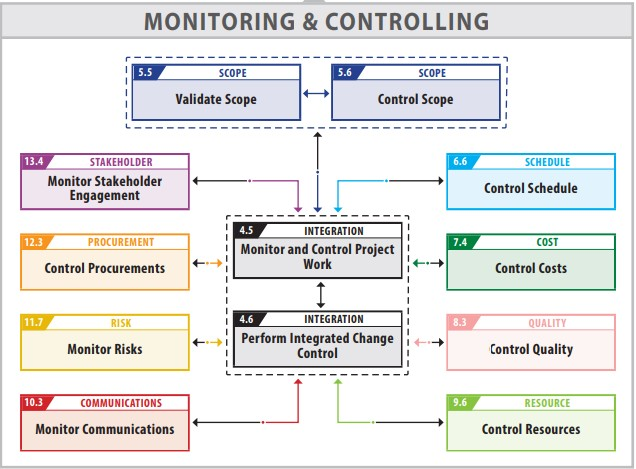 MONITORING & CONTROLLING
5.5 SCOPE
Validate Scope
5.6 SCOPE
Control Scope
13.4 STAKEHOLDER
Monitor Stakeholder
Engagement
6.6 SCHEDULE
Control Schedule
4.5 INTEGRATION
Monitor and Control Project
Work
12.3 PROCUREMENT
Control Procurements
7.4 COST
Control Costs
4.6 INTEGRATION
Perform Integrated Change
Control
11.7 RISK
Monitor Risks
8.3 QUALITY
Control Quality
10.3 COMMUNICATIONS
Monitor Communications
9.6 RESOURCE
Control Resources